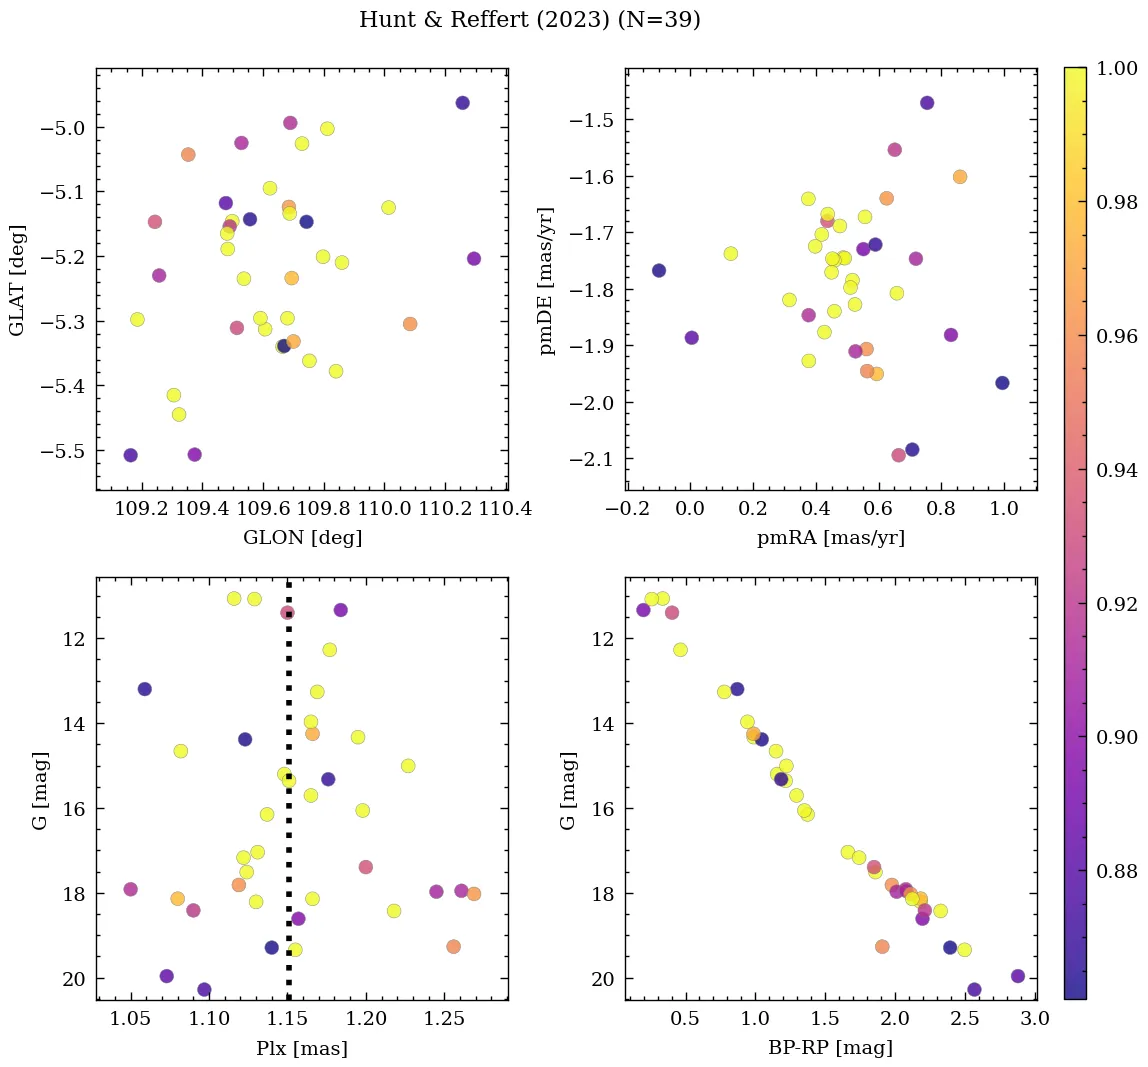 Hunt & Reffert (2023) (N=39)
−5.0
−5.1
−5.2
−5.3
−5.4
−5.5
GLAT [deg]
109.2 109.4 109.6 109.8 110.0 110.2 110.4
GLON [deg]
−1.5
−1.6
−1.7
−1.8
−1.9
−2.0
−2.1
pmDE [mas/yr]
−0.2 0.0 0.2 0.4 0.6 0.8 1.0
pmRA [mas/yr]
12
14
16
18
20
G [mag]
1.05 1.10 1.15 1.20 1.25
Plx [mas]
G [mag]
0.5 1.0 1.5 2.0 2.5 3.0
BP-RP [mag]
12
14
16
18
20
1.00
0.98
0.96
0.94
0.92
0.90
0.88